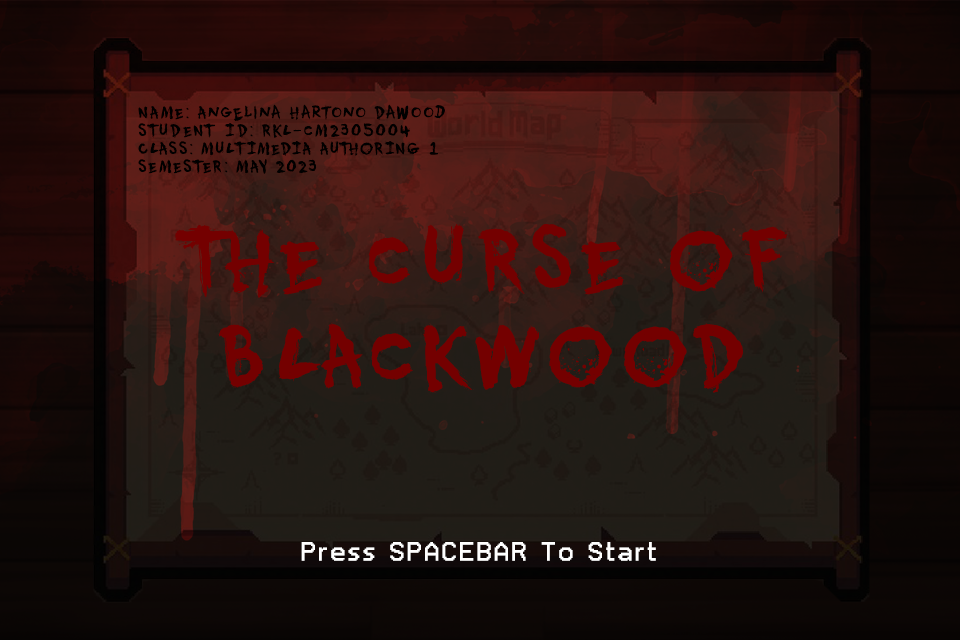 World Map
NAME: ANGELINA HARTONO DAWOOD
STUDENT ID: RKL-CM2305004
CLASS: MULTIMEDIA AUTHORING 1
SEMESTER: MAY 2023
THE CURSE OF
BLACKWOOD
Press SPACEBAR To Start